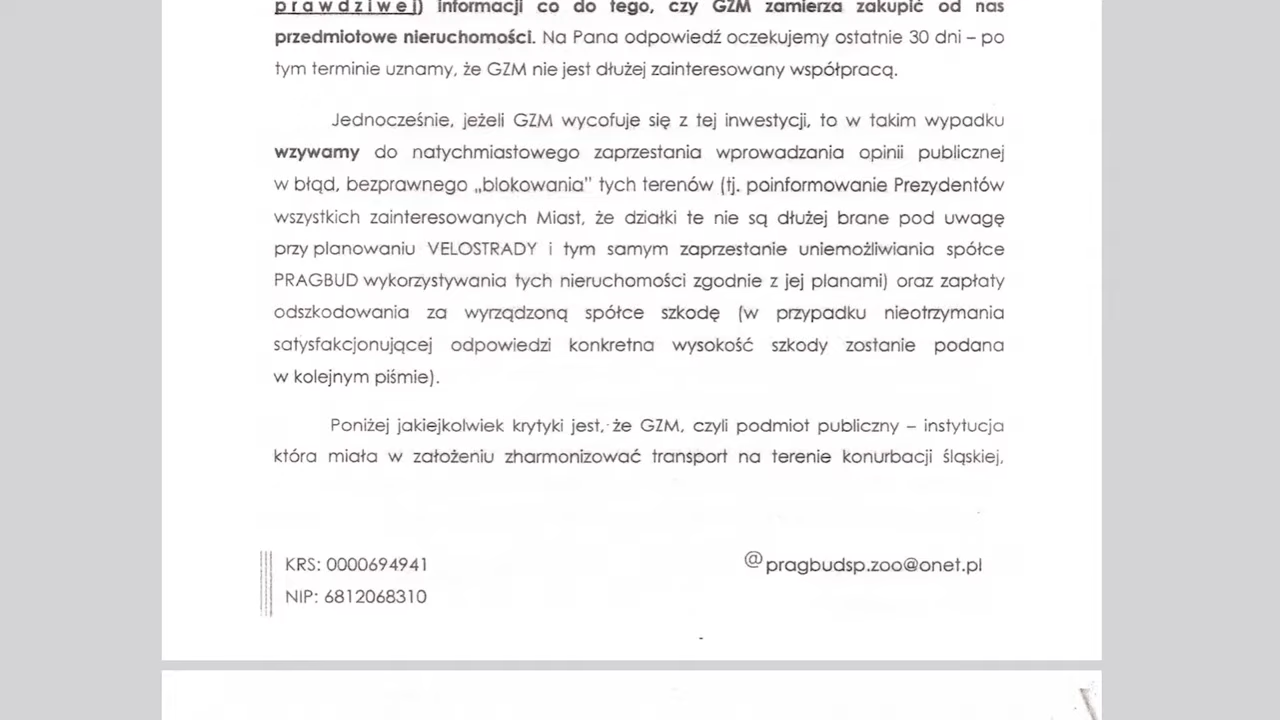 prawdziwej) informacji co do tego, czy GZM zamierza zakupić od nas
przedmiotowe nieruchomości. Na Pana odpowiedź oczekujemy ostatnie 30 dni – po
tym terminie uznamy, że GZM nie jest dłużej zainteresowany współpracą.
Jednocześnie, jeżeli GZM wycofuje się z tej inwestycji, to w takim wypadku
wzywamy do natychmiastowego zaprzestania wprowadzania opinii publicznej
w błąd, bezprawnego „blokowania" tych terenów (tj. poinformowanie Prezydentów
wszystkich zainteresowanych Miast, że działki te nie są dłużej brane pod uwagę
przy planowaniu VELOSTRADY i tym samym zaprzestanie uniemożliwiania spółce
PRAGBUD wykorzystywania tych nieruchomości zgodnie z jej planami) oraz zapłaty
odszkodowania za wyrządzoną spółce szkodę (w przypadku nieotrzymania
satysfakcjonującej odpowiedzi konkretna wysokość szkody zostanie podana
w kolejnym piśmie).
Poniżej jakiejkolwiek krytyki jest, że GZM, czyli podmiot publiczny – instytucja
która miała w założeniu zharmonizować transport na terenie konurbacji śląskiej,
KRS: 0000694941
NIP: 6812068310
@pragbudsp.zoo@onet.pl